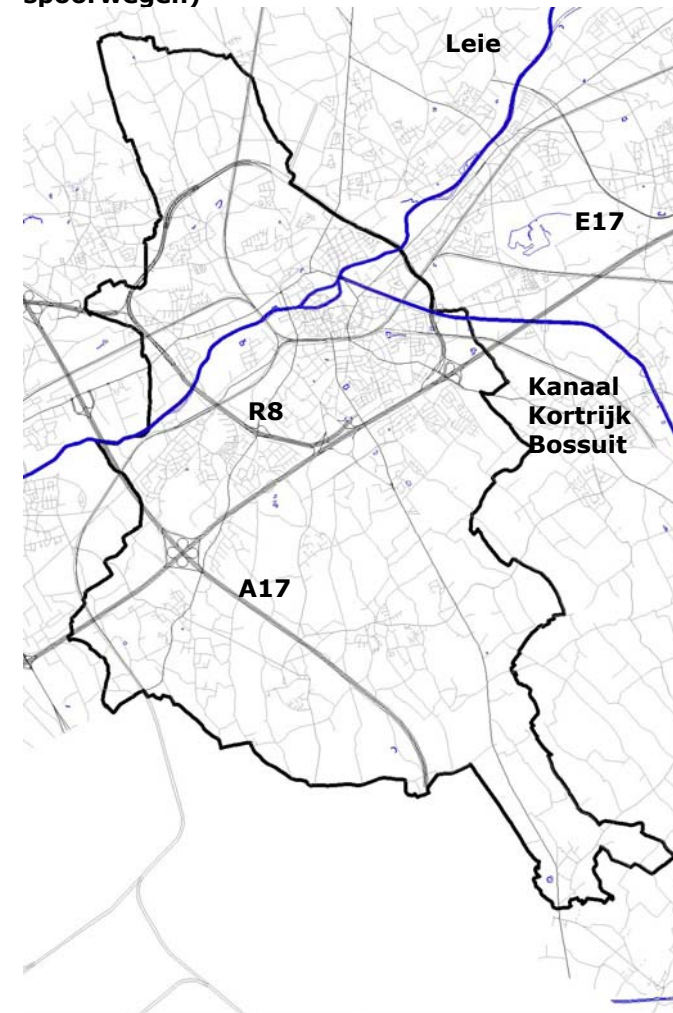 spoorwegen)
Leie
E17
Kanaal
Kortrijk
Bossuit
R8
A17